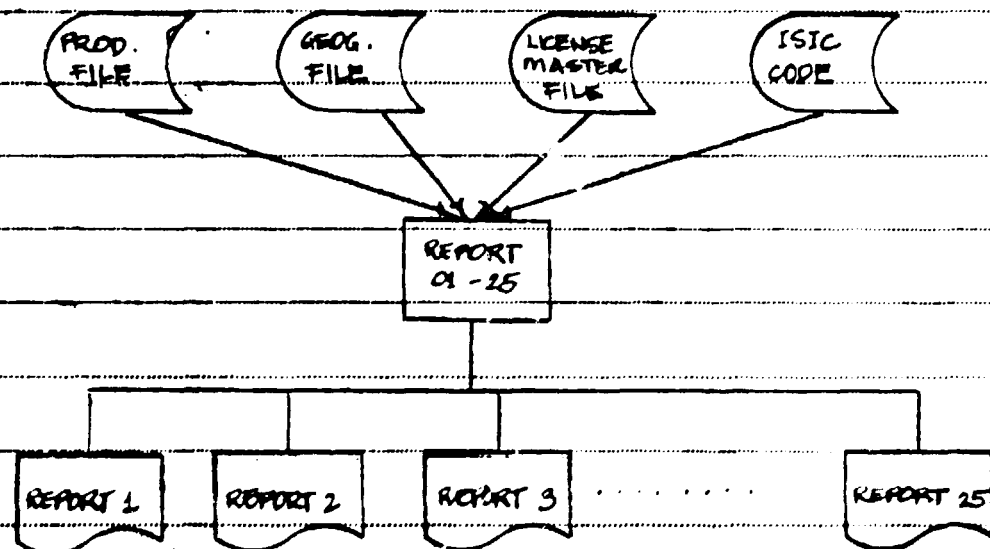 PROD.
FILE
GEOG.
FILE
LICENSE
MASTER
FILE
ISIC
CODE
REPORT
01 - 25
REPORT 1
REPORT 2
REPORT 3
.........
REPORT 25